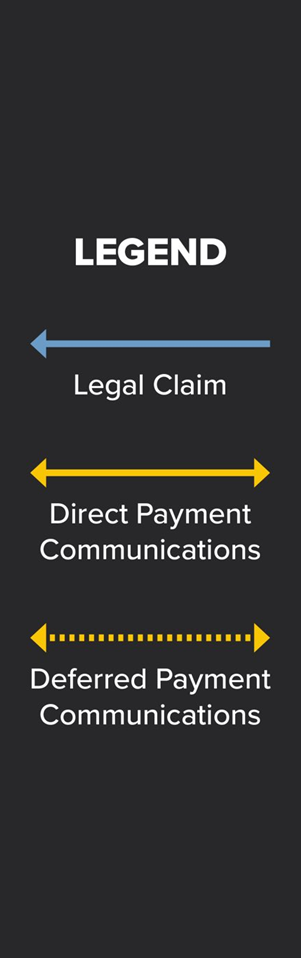 LEGEND
Legal Claim
Direct Payment
Communications
Deferred Payment
Communications